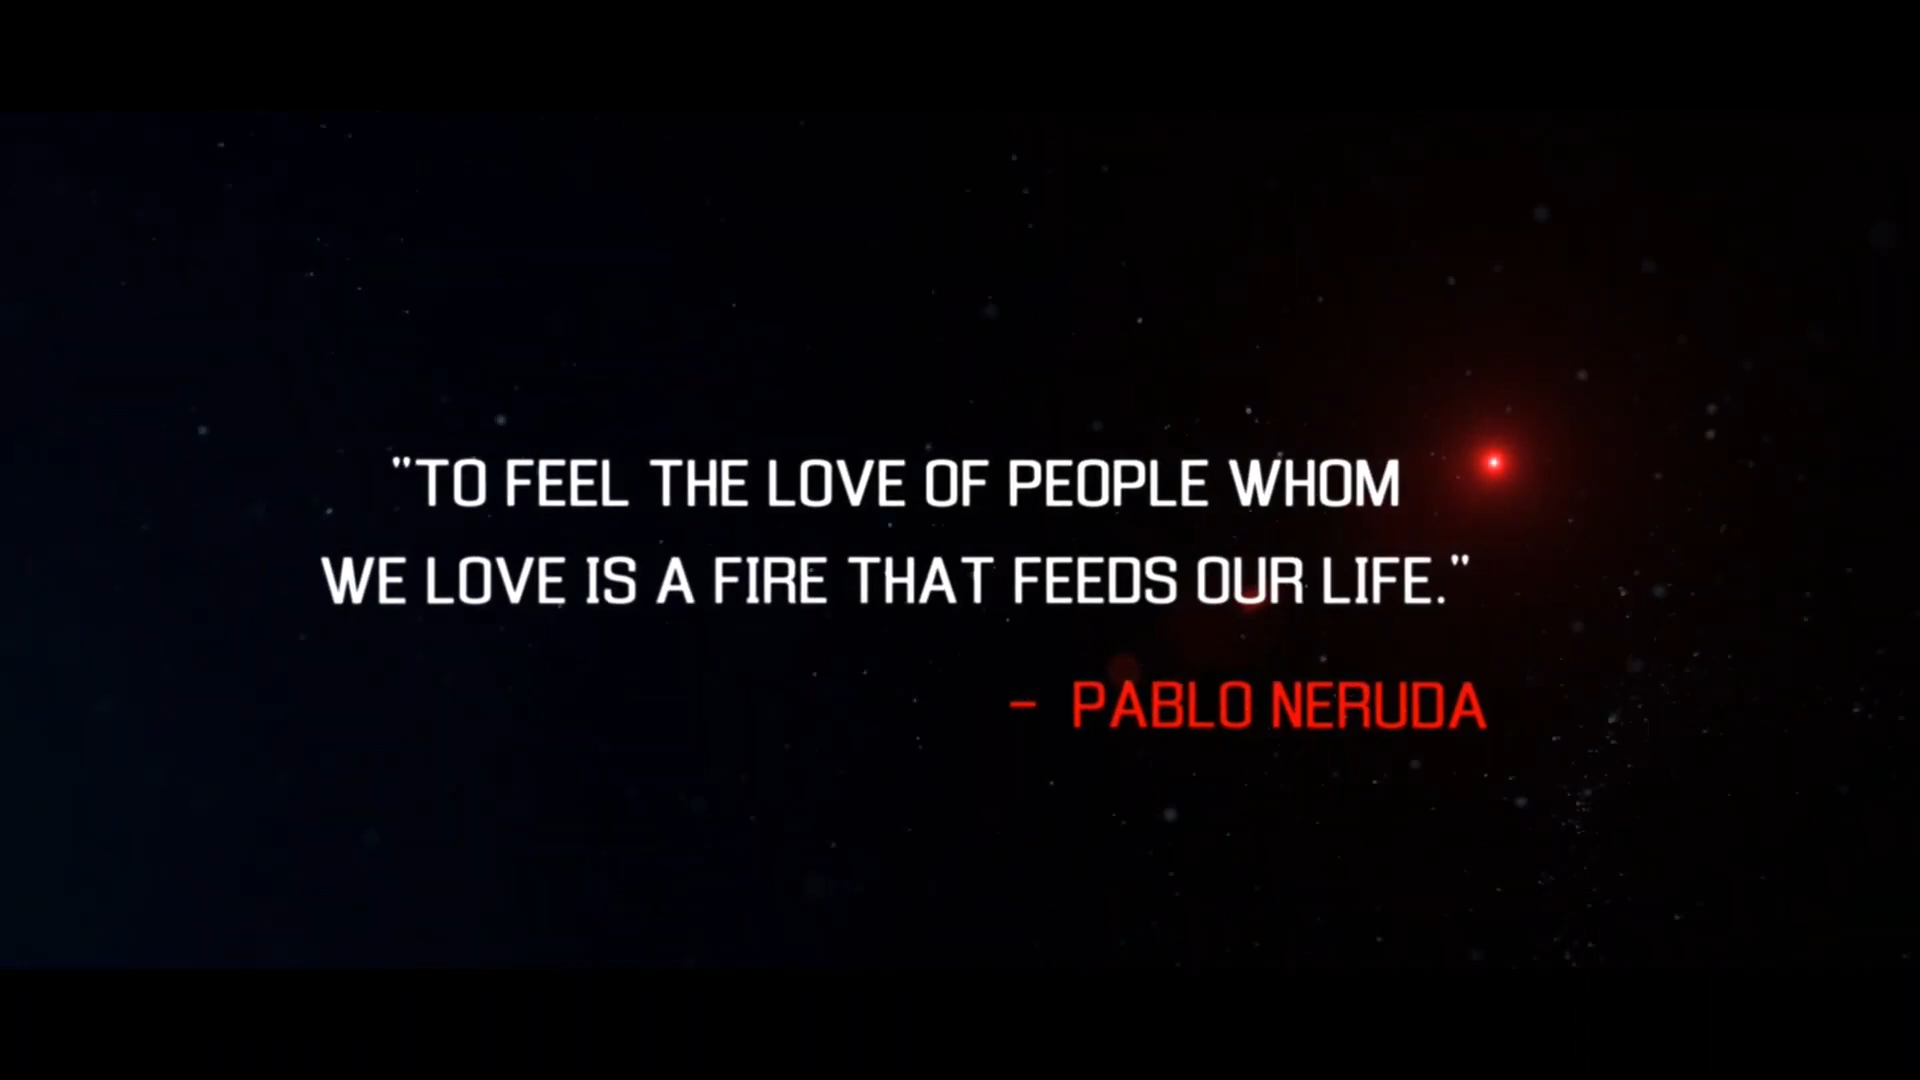 "TO FEEL THE LOVE OF PEOPLE WHOM
WE LOVE IS A FIRE THAT FEEDS OUR LIFE."
- PABLO NERUDA